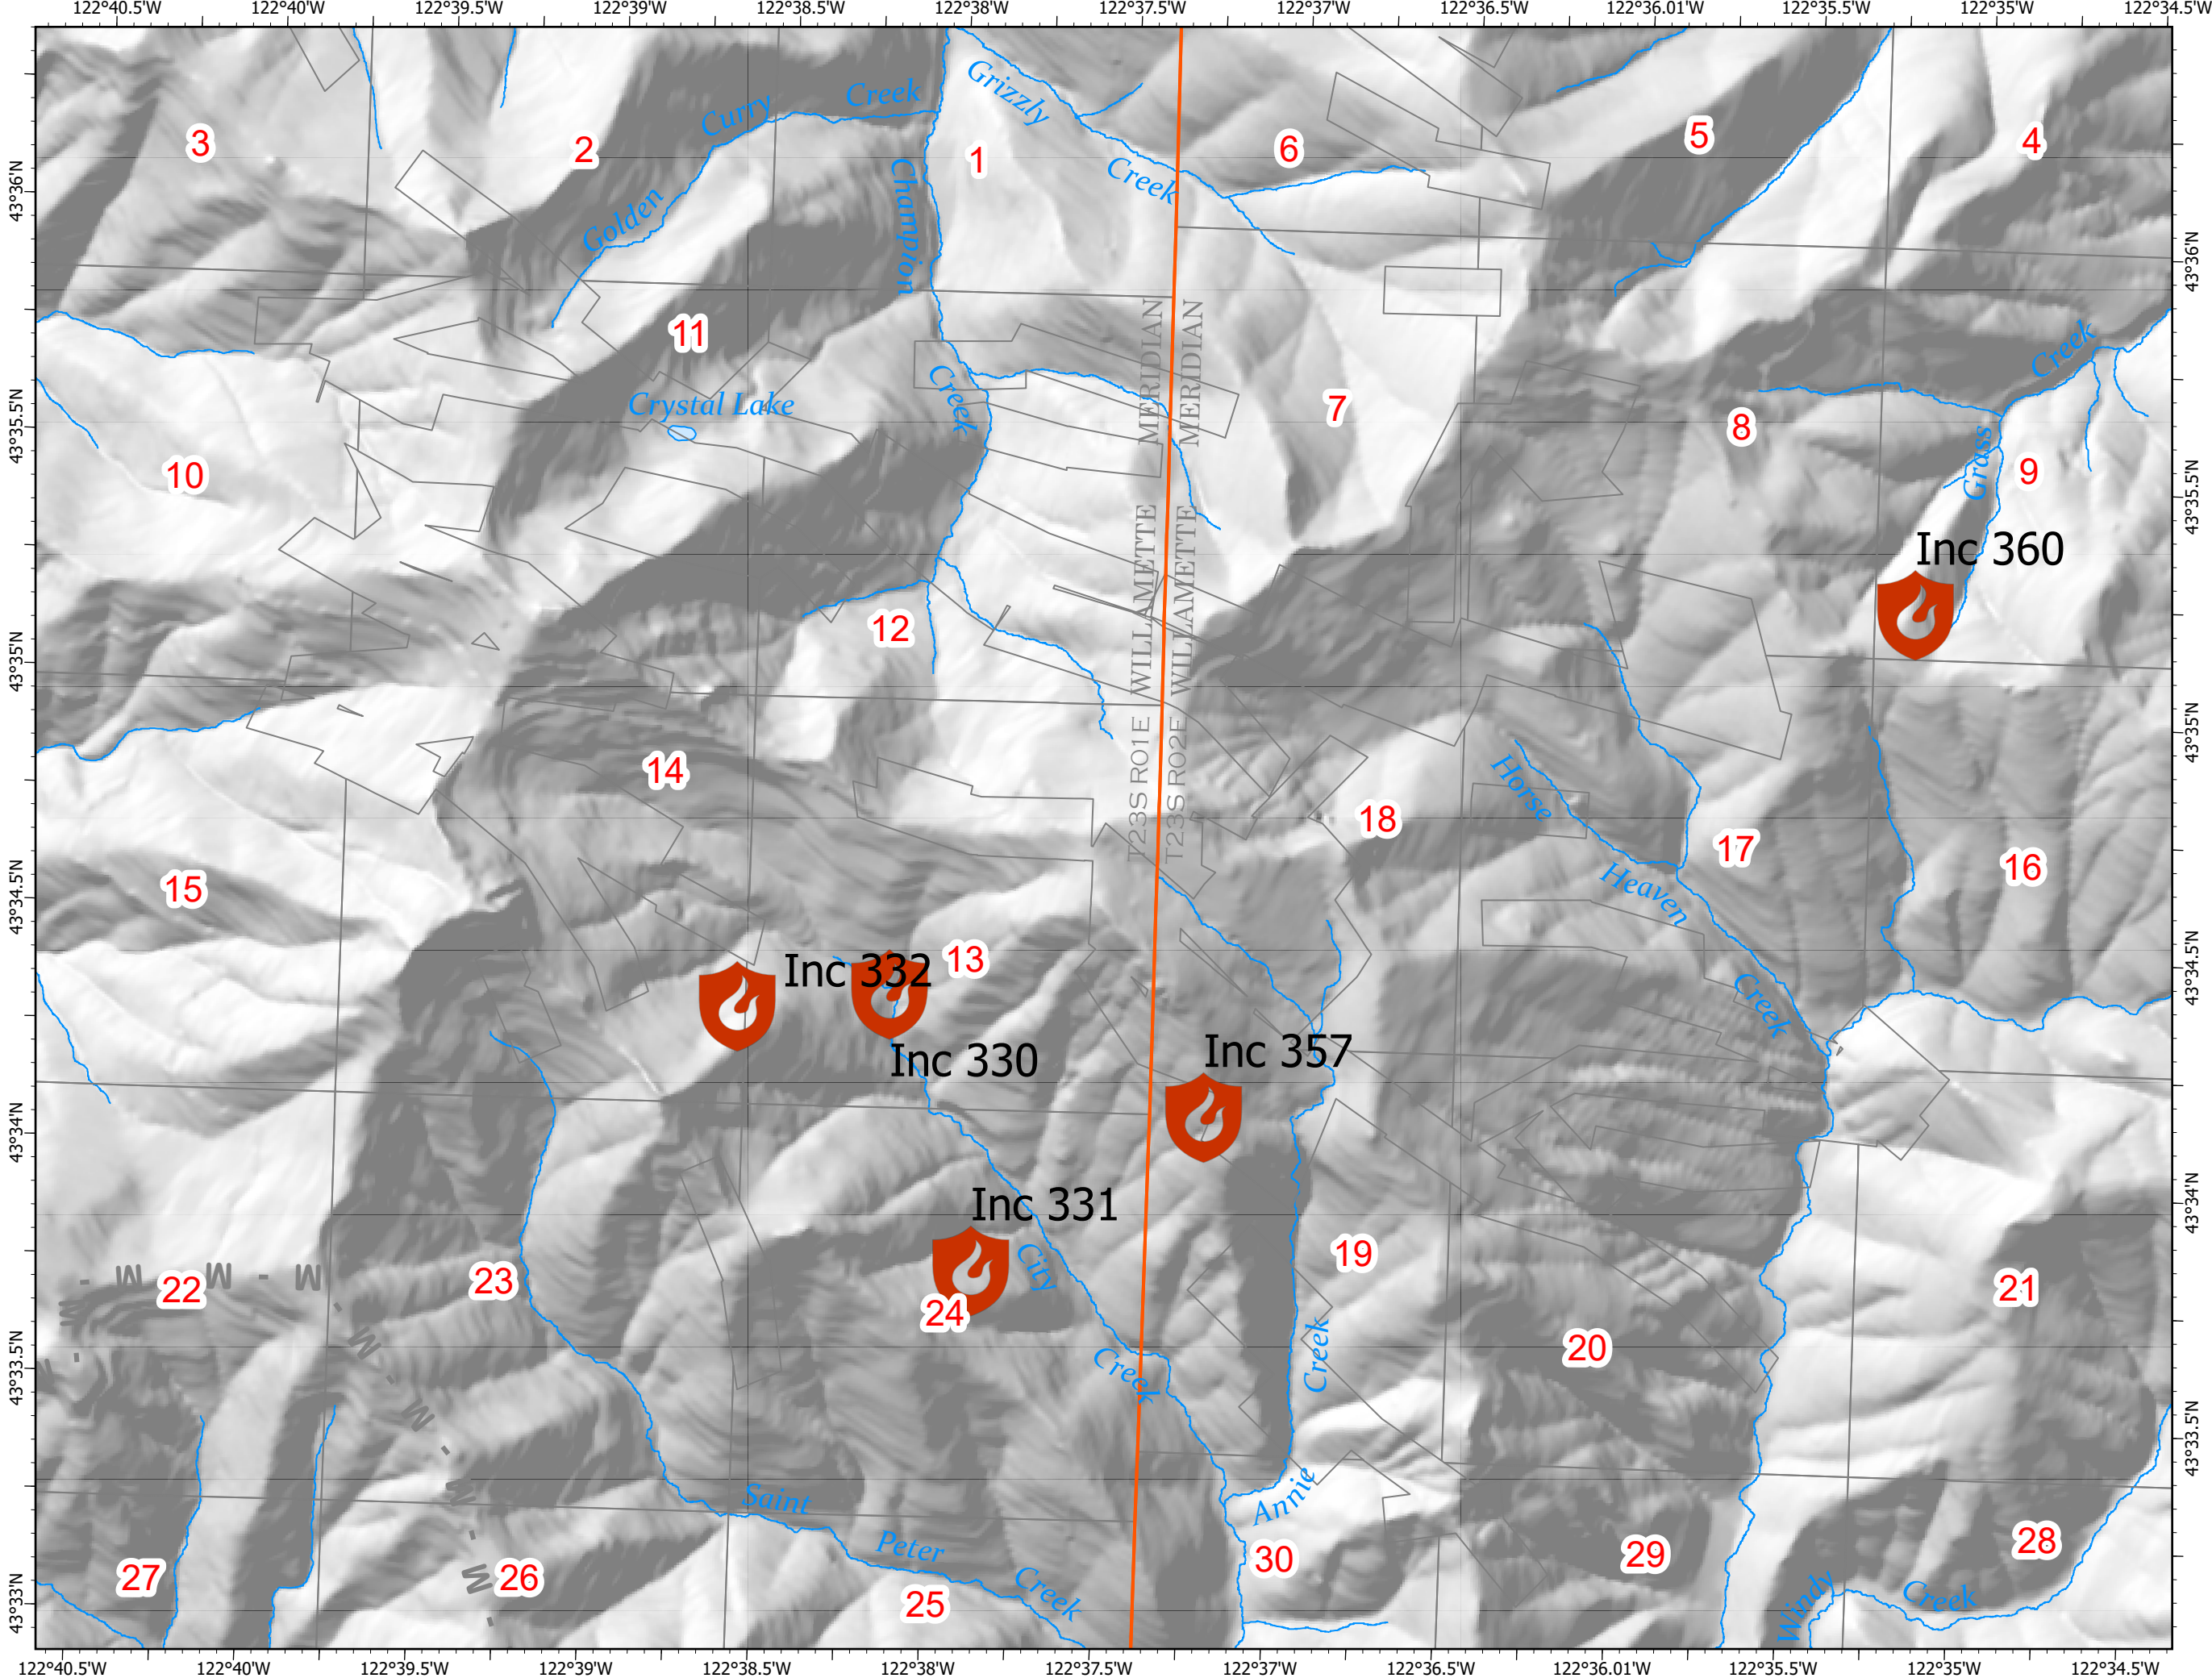 122°40.5'W 122°40'W 122°39.5'W 122°39'W 122°38.5'W 122°38'W 122°37.5'W 122°37'W 122°36.5'W 122°36.01'W 122°35.5'W 122°35'W 122°34.5'W
43°36'N
43°35.5'N
43°35'N
43°34.5'N
43°34'N
43°33.5'N
43°33'N
3
2
1
6
5
4
Golden Curry Creek
Grizzly Creek
Champion Creek
11
Crystal Lake
10
7
8
9
Grass Creek
Inc 360
12
WILLAMETTE MERIDIAN
WILLAMETTE MERIDIAN
T23S R01E
T23S R02E
14
18
17
16
15
Horse Heaven Creek
13
Inc 332
Inc 330
Inc 357
Inc 331
City Creek
24
23
22
19
20
21
M M M
M
M
M
M
M
Annie Creek
Saint Peter Creek
27
26
25
30
29
28
Windy Creek
43°36'N
43°35.5'N
43°35'N
43°34.5'N
43°34'N
43°33.5'N
122°40.5'W 122°40'W 122°39.5'W 122°39'W 122°38.5'W 122°38'W 122°37.5'W 122°37'W 122°36.5'W 122°36.01'W 122°35.5'W 122°35'W 122°34.5'W